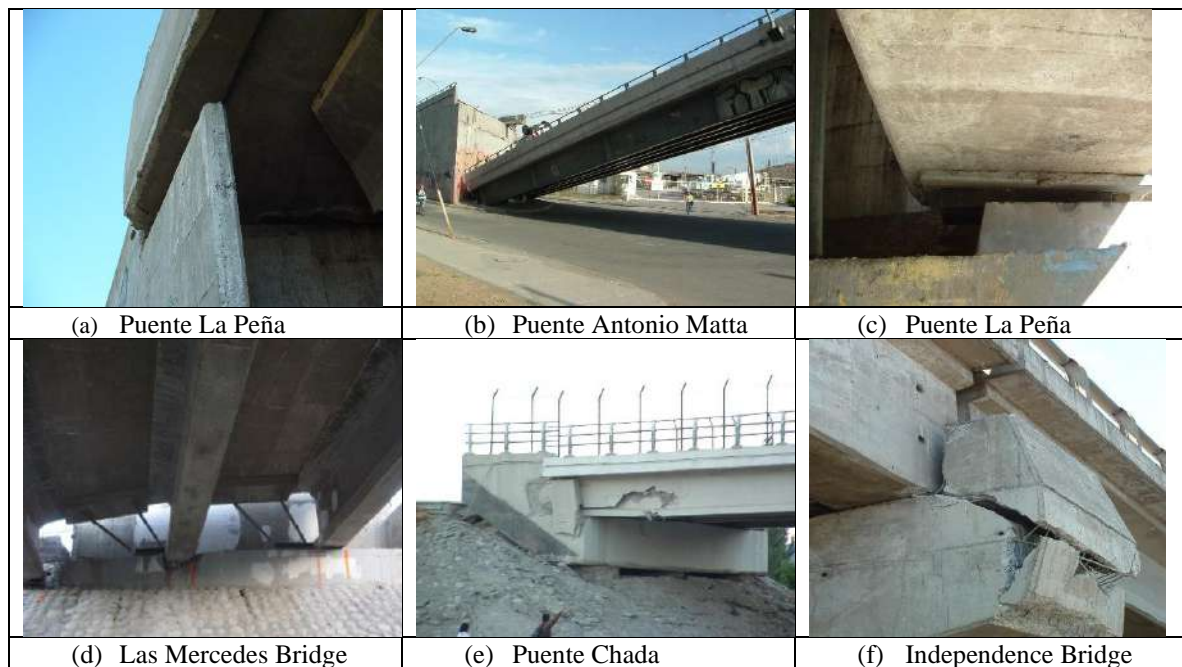 (a) Puente La Peña
(b) Puente Antonio Matta
(c) Puente La Peña
(d) Las Mercedes Bridge
(e) Puente Chada
(f) Independence Bridge